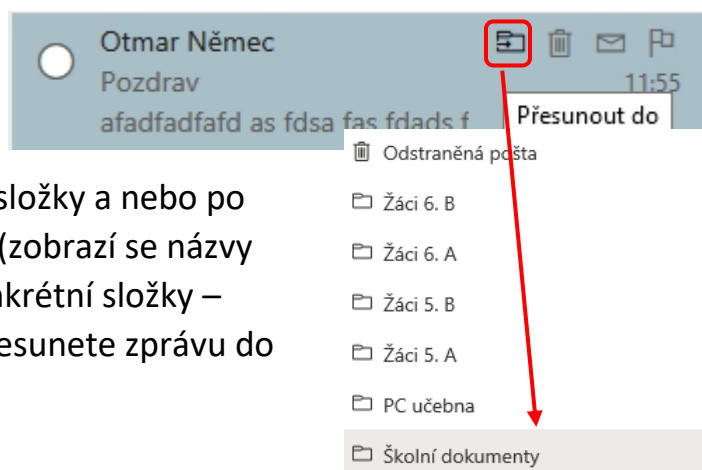 Otmar Němec
Pozdrav
11:55
afadfadfafd as fdsa fas fdads f
Přesunout do
Odstraněná pošta
složky a nebo po
Žáci 6. B
(zobrazí se názvy
Žáci 6. A
krétní složky –
Žáci 5. B
esunete zprávu do
Žáci 5. A
PC učebna
Školní dokumenty